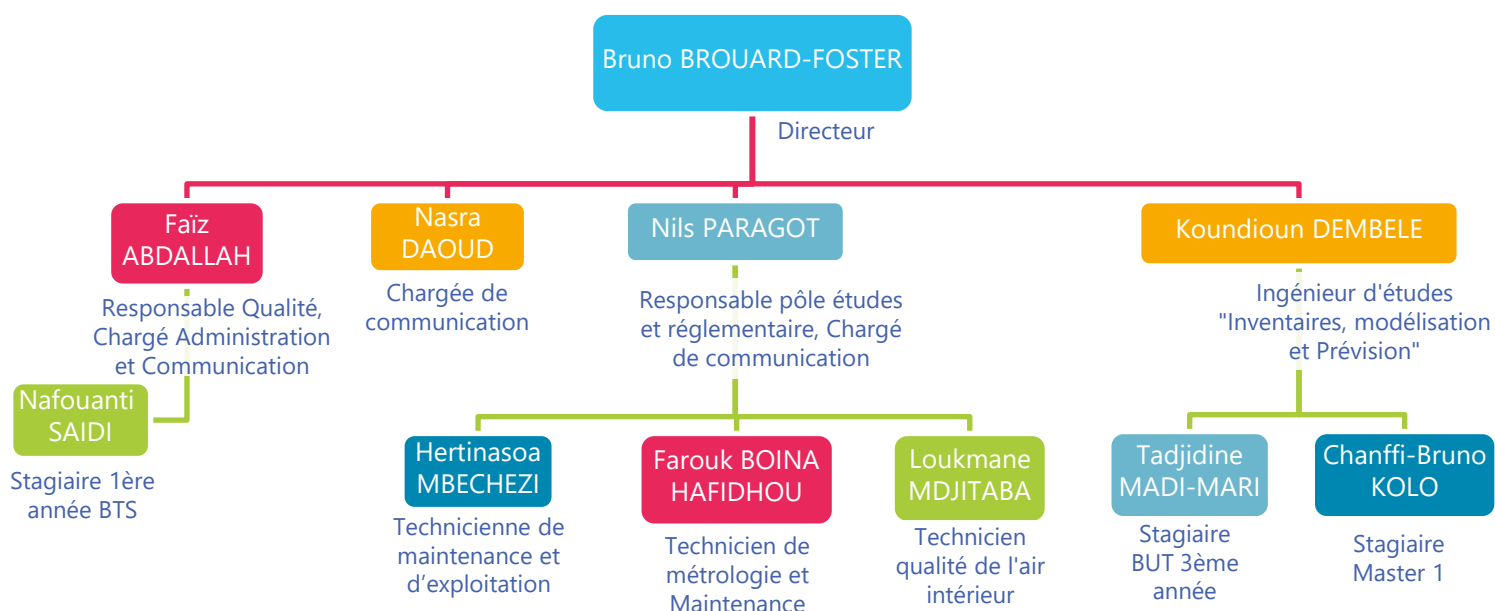 Bruno BROUARD-FOSTER
Directeur
Faïz
ABDALLAH
Responsable Qualité,
Chargé Administration
et Communication
Nasra
DAOUD
Chargée de
communication
Nils PARAGOT
Responsable pôle études
et réglementaire, Chargé
de communication
Koundioun DEMBELE
Ingénieur d'études
"Inventaires, modélisation
et Prévision"
Nafouanti
SAIDI
Stagiaire 1ère
année BTS
Hertinasoa
MBECHEZI
Technicienne de
maintenance et
d’exploitation
Farouk BOINA
HAFIDHOU
Technicien de
métrologie et
Maintenance
Loukmane
MDJITABA
Technicien
qualité de l'air
intérieur
Tadjidine
MADI-MARI
Stagiaire
BUT 3ème
année
Chanffi-Bruno
KOLO
Stagiaire
Master 1